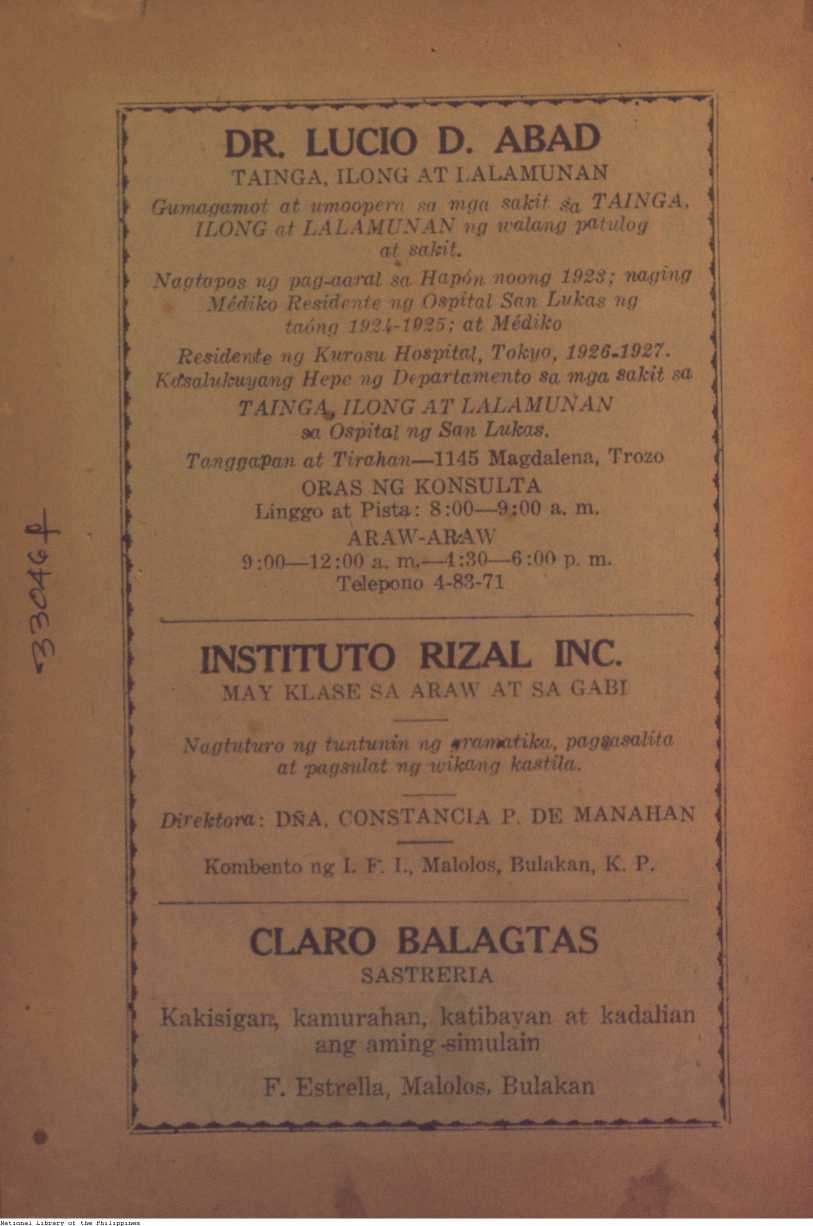 DR. LUCIO D. ABAD
TAINGA, ILONG AT LALAMUNAN
Gumagamot at umoopera sa mga sakit sa TAINGA,
ILONG at LALAMUNAN ng walang patulog
at sakit.
Nagtapos ng pag-aaral sa Hapón noong 1923; naging
Médiko Residente ng Ospital San Lukas ng
taóng 1924-1925; at Médiko
Residente ng Kurosu Hospital, Tokyo, 1926-1927.
Kasalukuyang Hepe ng Departamento sa mga sakit sa
TAINGA, ILONG AT LALAMUNAN
sa Ospital ng San Lukas.
Tanggapan at Tirahan—1145 Magdalena, Trozo
ORAS NG KONSULTA
Linggo at Pista: 8:00—9:00 a. m.
ARAW-ARAW
9:00—12:00 a. m.—4:30—6:00 p. m.
Telepono 4-83-71
INSTITUTO RIZAL INC.
MAY KLASE SA ARAW AT SA GABI
Nagtuturo ng tuntunin ng gramatika, pagsasalita
at pagsulat ng wikang kastila.
Direktora: DÑA. CONSTANCIA P. DE MANAHAN
Kombento ng I. F. I., Malolos, Bulakan, K. P.
CLARO BALAGTAS
SASTRERIA
Kakisigan, kamurahan, katibayan at kadalian
ang aming simulain
F. Estrella, Malolos, Bulakan
33046
National Library of the Philippines